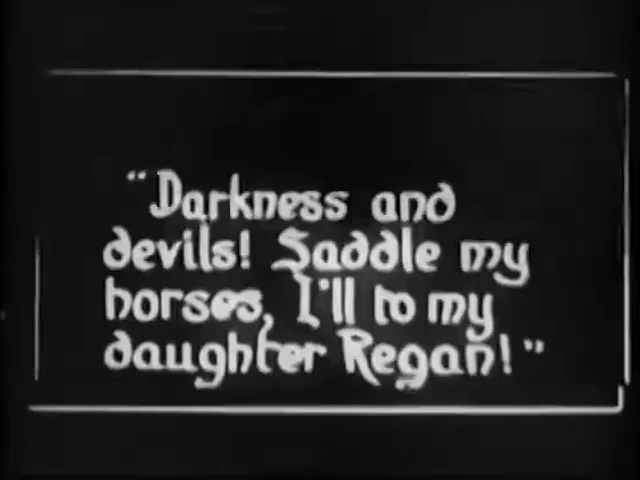 "Darkness and
devils! Saddle my
horses, I'll to my
daughter Regan!"